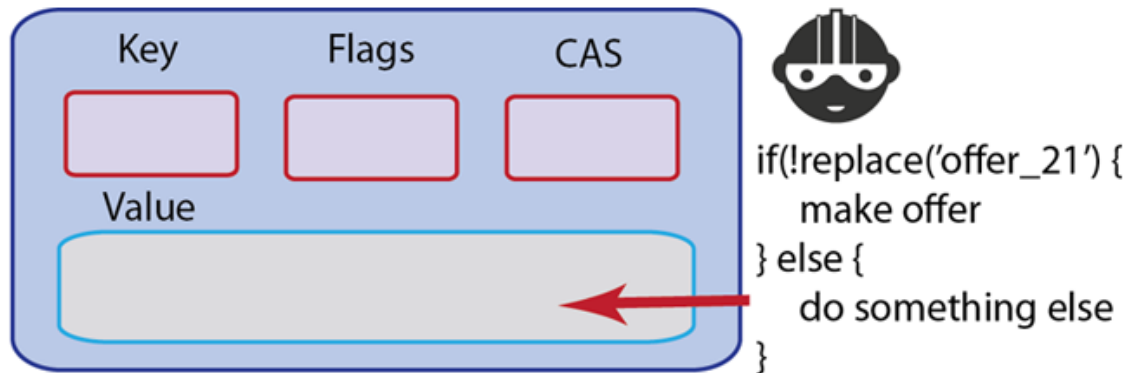 Key
Flags
CAS
Value
if(!replace(‘offer_21’) {
make offer
} else {
do something else
}